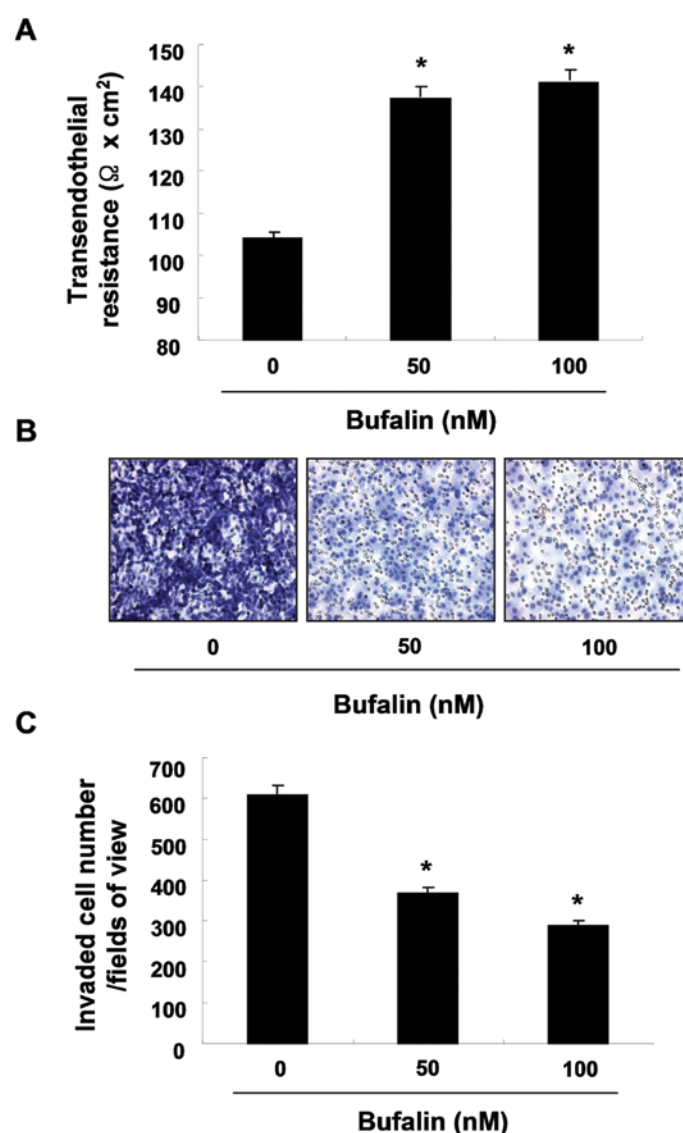 A
Transendothelial
resistance (Ω x cm²)
150
140
130
120
110
100
90
80
*
*
0 50 100
Bufalin (nM)
B
0 50 100
Bufalin (nM)
C
Invaded cell number
/fields of view
700
600
500
400
300
200
100
0
*
*
0 50 100
Bufalin (nM)